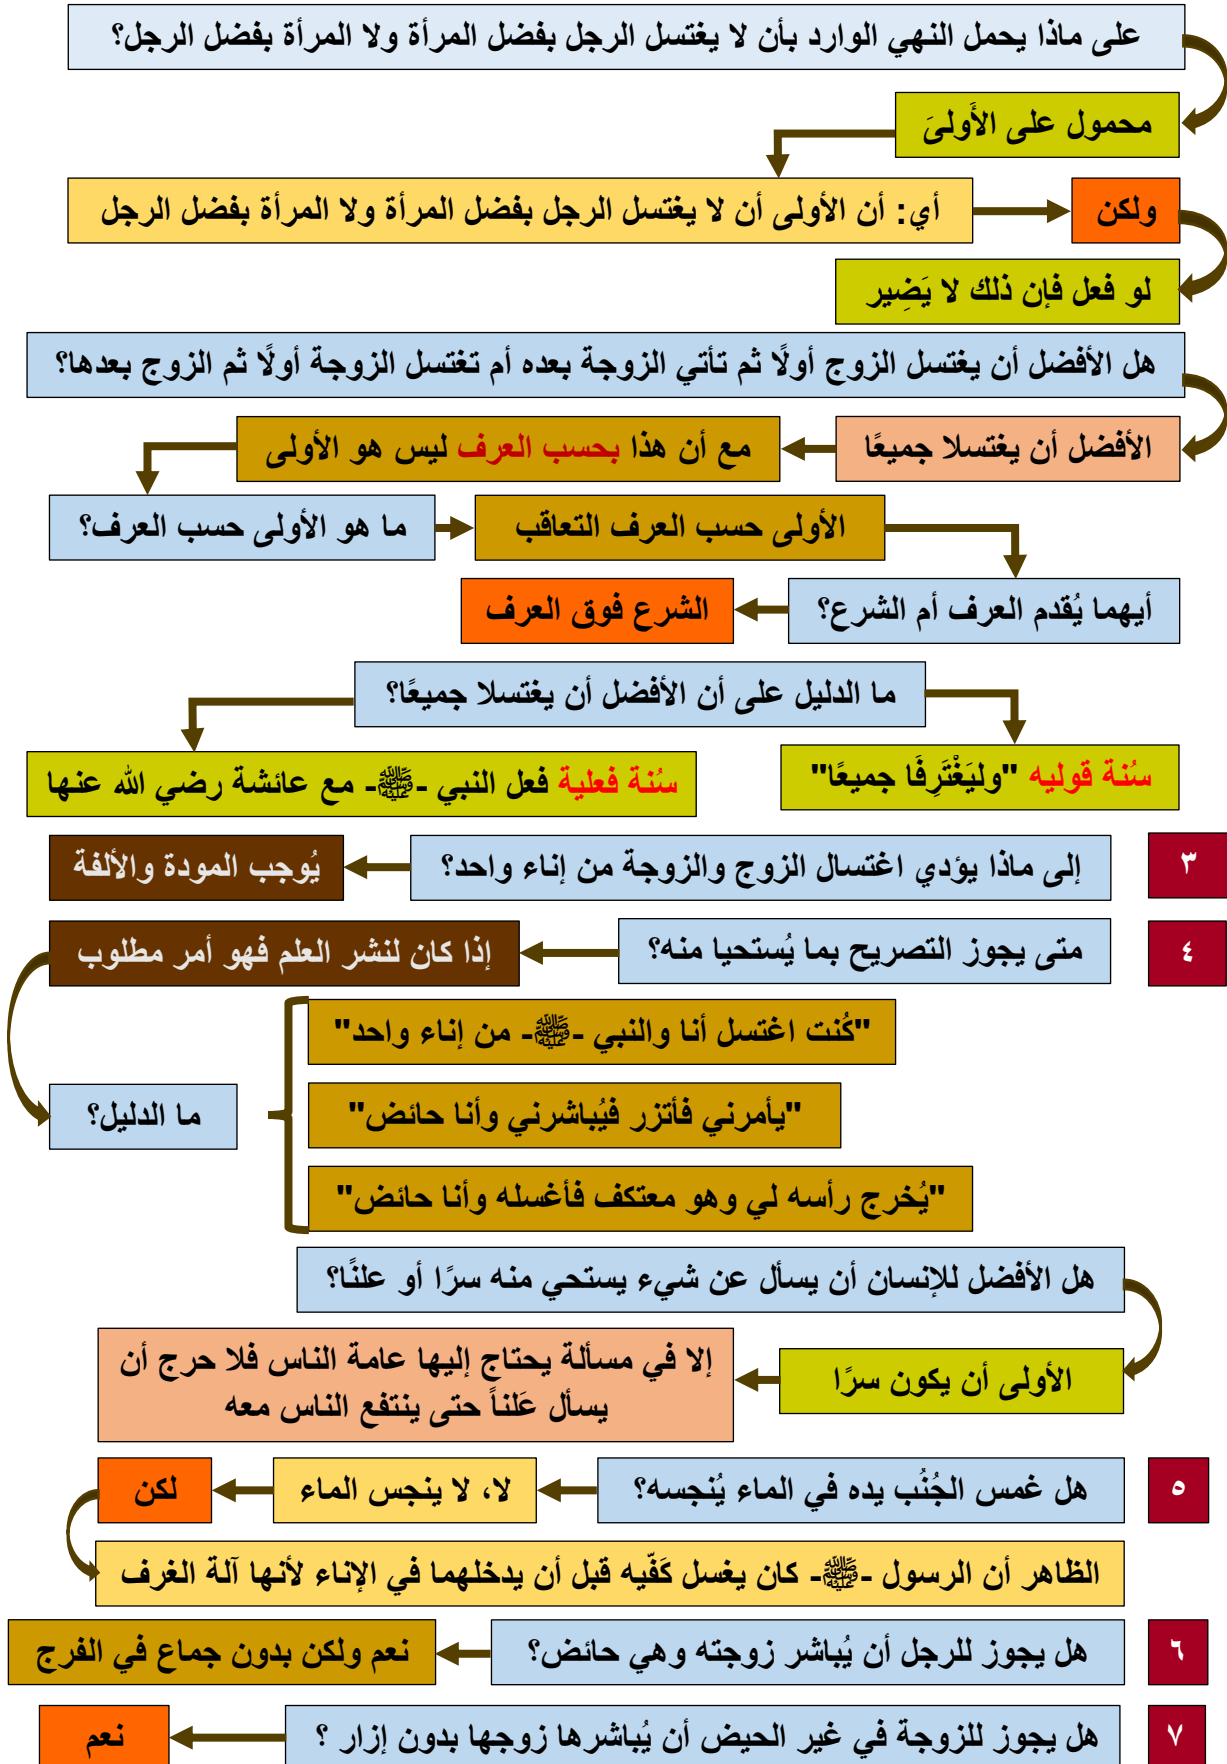 على ماذا يحمل النهي الوارد بأن لا يغتسل الرجل بفضل المرأة ولا المرأة بفضل الرجل؟
محمول على الأَولىَ
أي: أن الأولى أن لا يغتسل الرجل بفضل المرأة ولا المرأة بفضل الرجل
ولكن
لو فعل فإن ذلك لا يَضِير
هل الأفضل أن يغتسل الزوج أولًا ثم تأتي الزوجة بعده أم تغتسل الزوجة أولًا ثم الزوج بعدها؟
الأفضل أن يغتسلا جميعًا
مع أن هذا بحسب العرف ليس هو الأولى
ما هو الأولى حسب العرف؟
الأولى حسب العرف التعاقب
أيهما يُقدم العرف أم الشرع؟
الشرع فوق العرف
ما الدليل على أن الأفضل أن يغتسلا جميعًا؟
سُنة قوليه "وليَغْتَرِفَا جميعًا"
سُنة فعلية فعل النبي -ﷺ- مع عائشة رضي الله عنها
٣
إلى ماذا يؤدي اغتسال الزوج والزوجة من إناء واحد؟
يُوجب المودة والألفة
٤
متى يجوز التصريح بما يُستحيا منه؟
إذا كان لنشر العلم فهو أمر مطلوب
ما الدليل؟
"كُنت اغتسل أنا والنبي -ﷺ- من إناء واحد"
"يأمرني فأتزر فيُباشرني وأنا حائض"
"يُخرج رأسه لي وهو معتكف فأغسله وأنا حائض"
هل الأفضل للإنسان أن يسأل عن شيء يستحي منه سرًا أو علنًا؟
الأولى أن يكون سرًا
إلا في مسألة يحتاج إليها عامة الناس فلا حرج أن
يسأل عَلناً حتى ينتفع الناس معه
٥
هل غمس الجُنُب يده في الماء يُنجسه؟
لا، لا ينجس الماء
لكن
الظاهر أن الرسول -ﷺ- كان يغسل كَفّيه قبل أن يدخلهما في الإناء لأنها آلة الغرف
٦
هل يجوز للرجل أن يُباشر زوجته وهي حائض؟
نعم ولكن بدون جماع في الفرج
٧
هل يجوز للزوجة في غير الحيض أن يُباشرها زوجها بدون إزار ؟
نعم